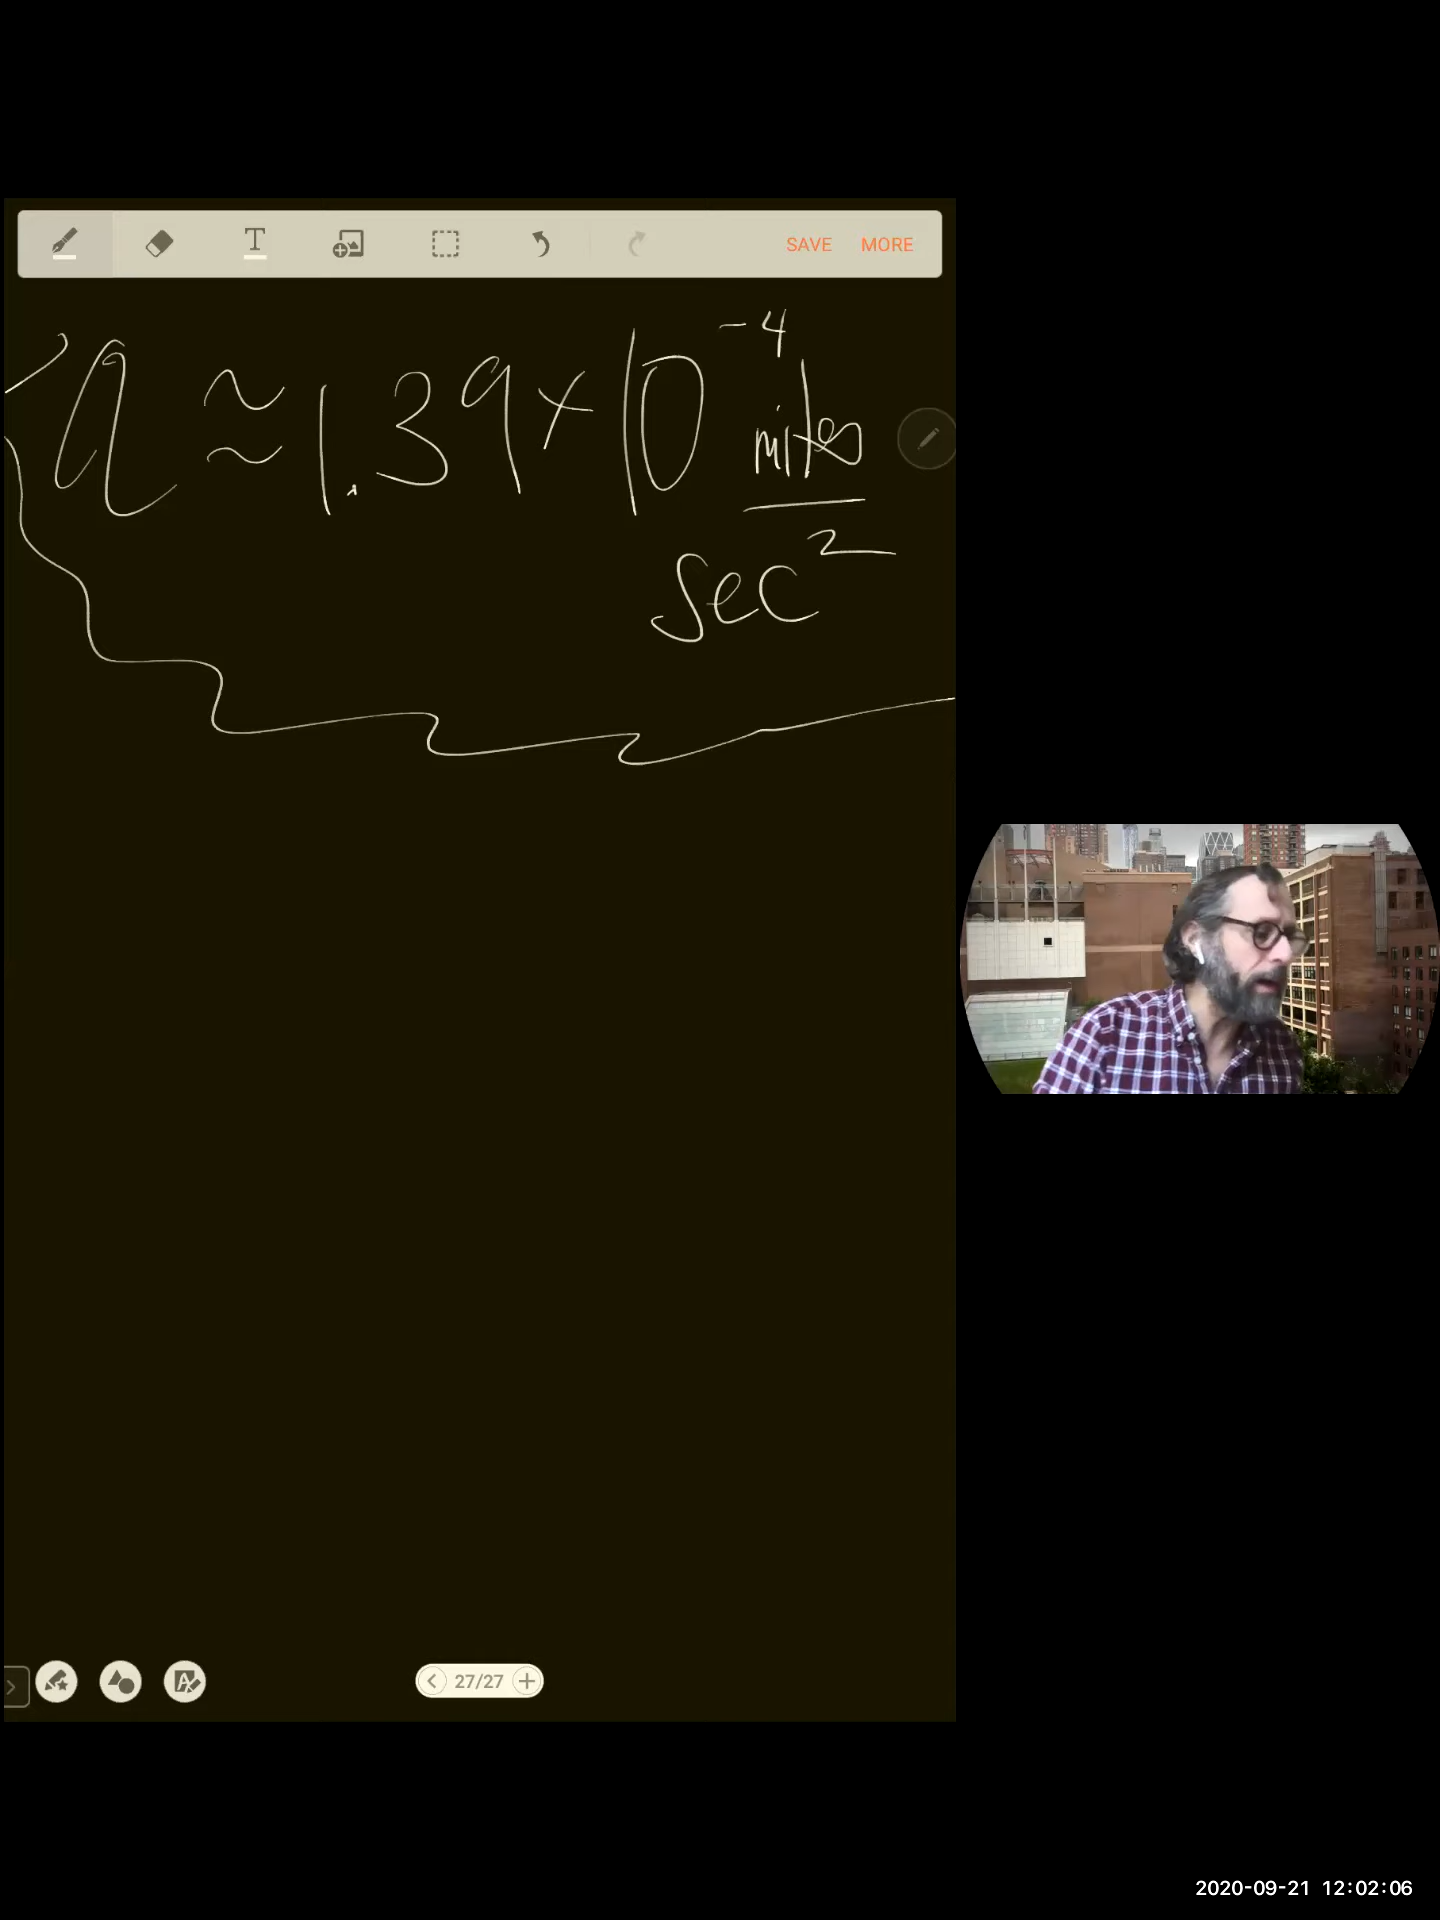 T SAVE MORE
a ≈ 1.39 × 10⁻⁴ miles
sec²
A
< 27/27 +
2020-09-21 12:02:06